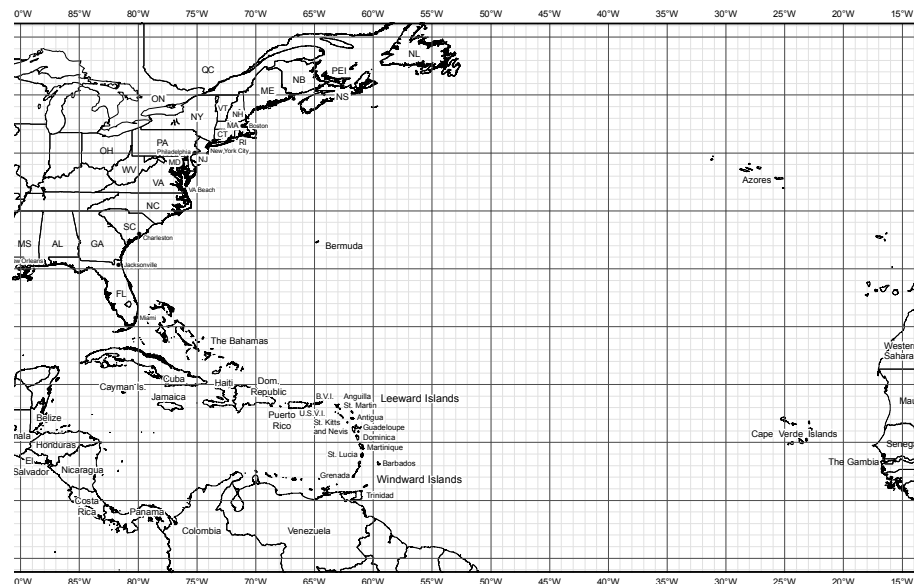 0°W 85°W 80°W 75°W 70°W 65°W 60°W 55°W 50°W 45°W 40°W 35°W 30°W 25°W 20°W 15°W
NL
QC
PEI
NB
ME
ON
NS
VT
NH
NY
MA
Boston
CT
RI
PA
OH
New York City
Philadelphia
NJ
MD
WV
Azores
VA
VA Beach
NC
SC
Charleston
MS
AL
GA
Bermuda
ew Orleans
Jacksonville
FL
Miami
The Bahamas
Western
Sahara
Cuba
Haiti
Dom.
Republic
Cayman Is.
Jamaica
B.V.I.
Anguilla
St. Martin
Leeward Islands
Mau
Puerto
Rico
U.S.V.I.
St. Kitts
and Nevis
Antigua
Guadeloupe
Belize
Dominica
Cape Verde Islands
nala
Honduras
Martinique
Seneg
St. Lucia
El
Salvador
Barbados
The Gambia
Nicaragua
Grenada
Windward Islands
Trinidad
Costa
Rica
Panama
Colombia
Venezuela
0°W 85°W 80°W 75°W 70°W 65°W 60°W 55°W 50°W 45°W 40°W 35°W 30°W 25°W 20°W 15°W